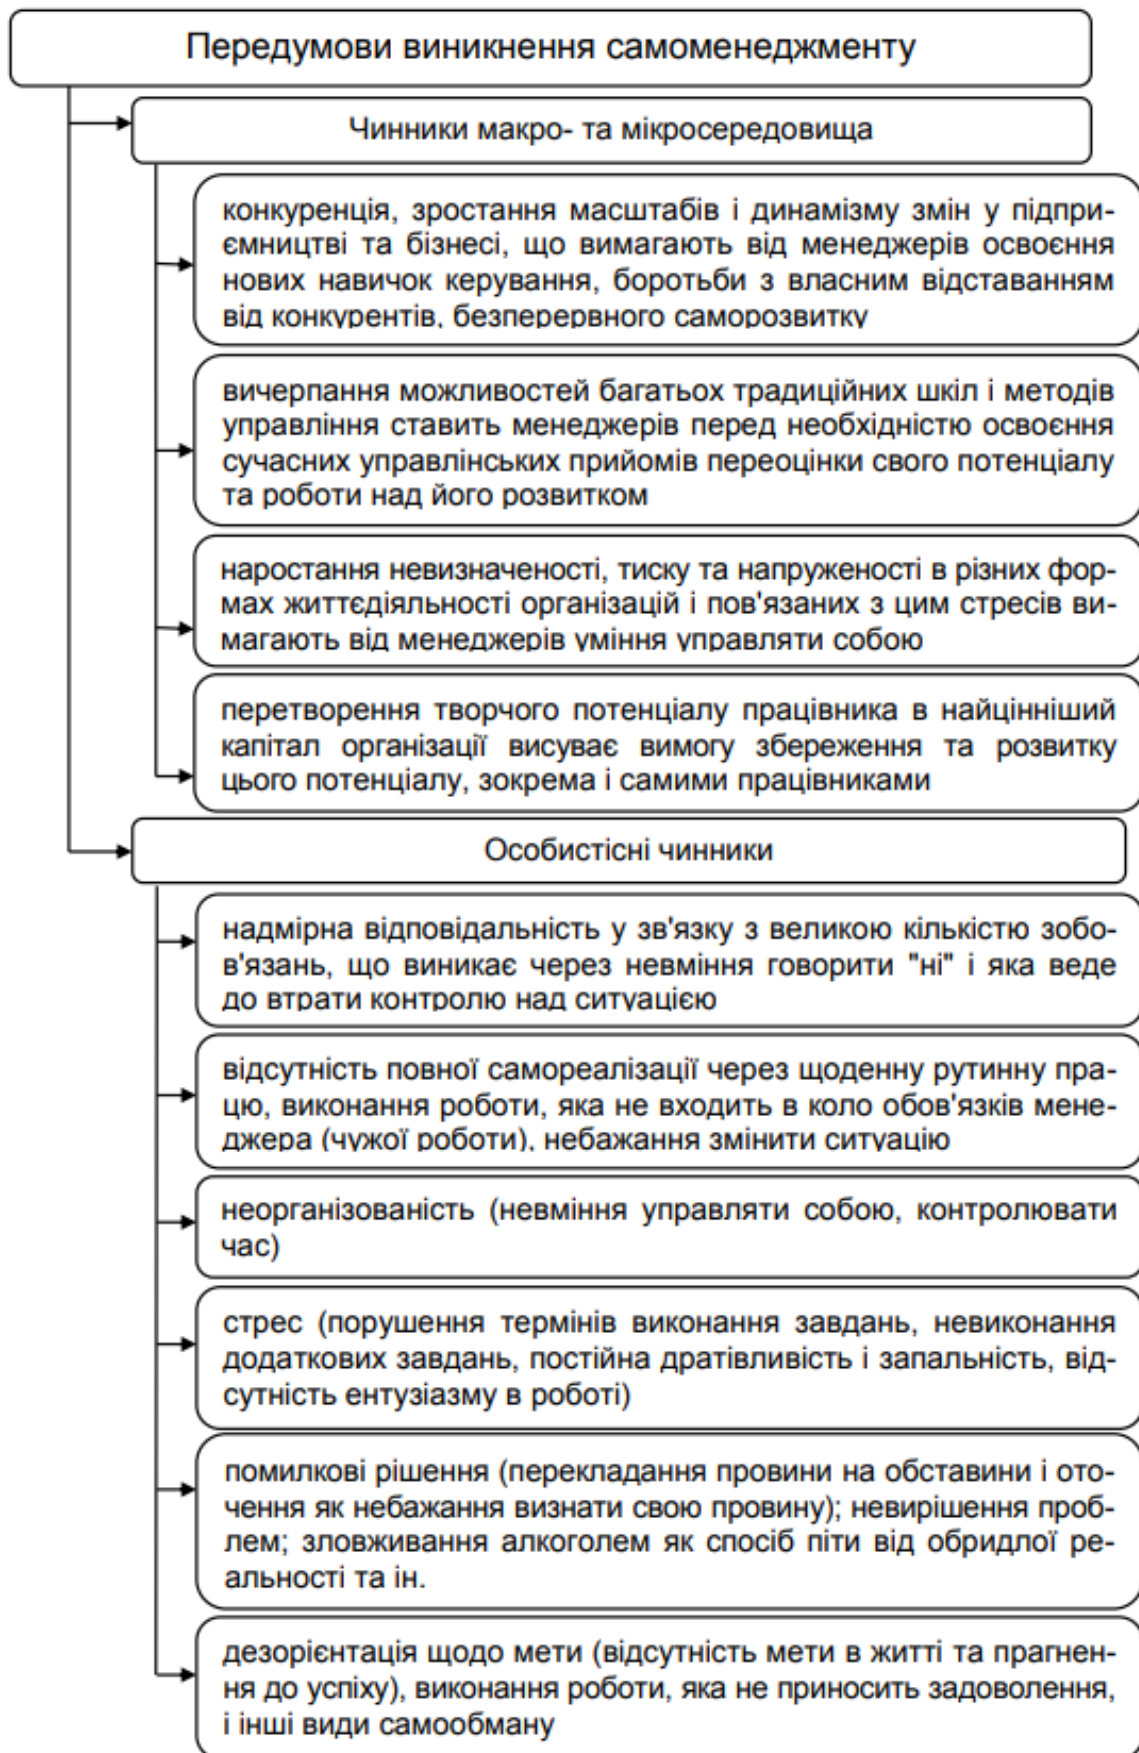 Передумови виникнення самоменеджменту
Чинники макро- та мікросередовища
конкуренція, зростання масштабів і динамізму змін у підпри-
ємництві та бізнесі, що вимагають від менеджерів освоєння
нових навичок керування, боротьби з власним відставанням
від конкурентів, безперервного саморозвитку
вичерпання можливостей багатьох традиційних шкіл і методів
управління ставить менеджерів перед необхідністю освоєння
сучасних управлінських прийомів переоцінки свого потенціалу
та роботи над його розвитком
наростання невизначеності, тиску та напруженості в різних фор-
мах життєдіяльності організацій і пов'язаних з цим стресів ви-
магають від менеджерів уміння управляти собою
перетворення творчого потенціалу працівника в найцінніший
капітал організації висуває вимогу збереження та розвитку
цього потенціалу, зокрема і самими працівниками
Особистісні чинники
надмірна відповідальність у зв'язку з великою кількістю зобо-
в'язань, що виникає через невміння говорити "ні" і яка веде
до втрати контролю над ситуацією
відсутність повної самореалізації через щоденну рутинну пра-
цю, виконання роботи, яка не входить в коло обов'язків мене-
джера (чужої роботи), небажання змінити ситуацію
неорганізованість (невміння управляти собою, контролювати
час)
стрес (порушення термінів виконання завдань, невиконання
додаткових завдань, постійна дратівливість і запальність, від-
сутність ентузіазму в роботі)
помилкові рішення (перекладання провини на обставини і ото-
чення як небажання визнати свою провину); невирішення проб-
лем; зловживання алкоголем як спосіб піти від обридлої ре-
альності та ін.
дезорієнтація щодо мети (відсутність мети в житті та прагнен-
ня до успіху), виконання роботи, яка не приносить задоволення,
і інші види самообману